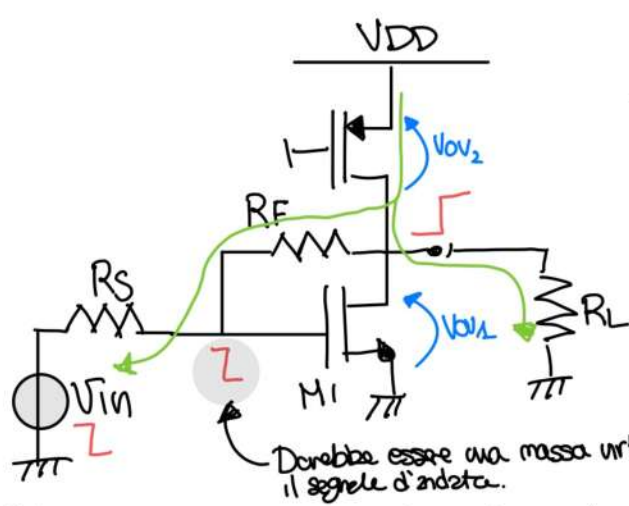 VDD
VOV2
RF
RS
RL
VOV1
Vin
M1
Dovrebbe essere una massa
il segnale d'andata.